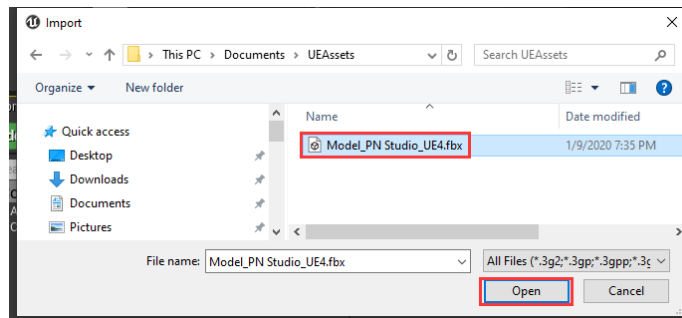 Import
This PC > Documents > UEAssets
Search UEAssets
Organize
New folder
Name
Date modified
Quick access
Model_PN Studio_UE4.fbx
1/9/2020 7:35 PM
Desktop
Downloads
Documents
Pictures
File name:
Model_PN Studio_UE4.fbx
All Files (*.3g2;*.3gp;*.3gpp;*.3g
Open
Cancel